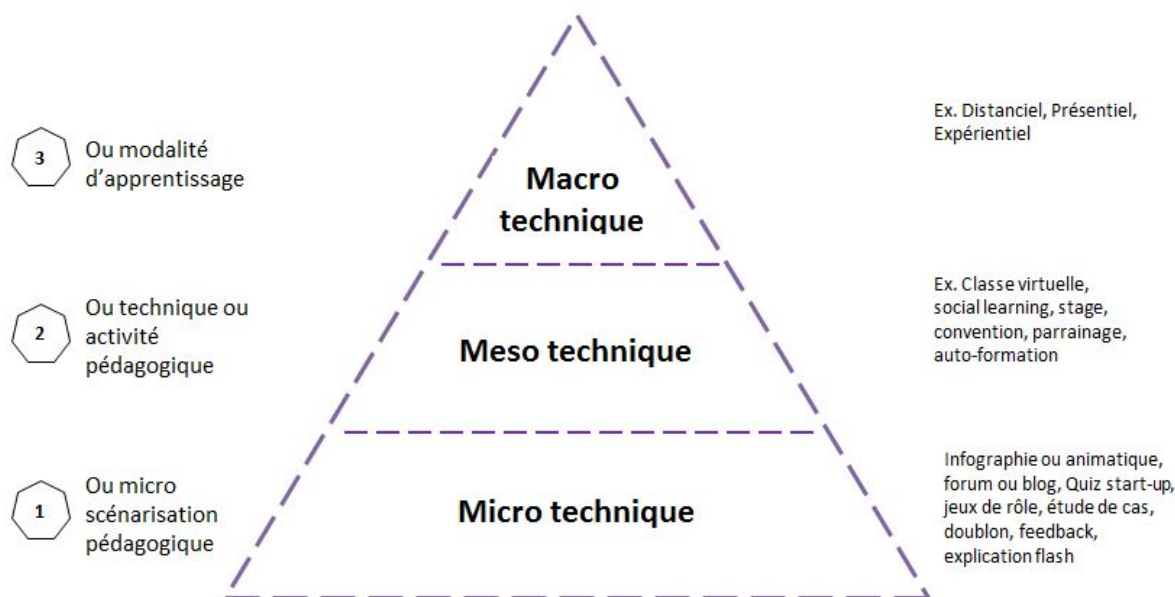 3
Ou modalité
d'apprentissage
Macro
technique
Ex. Distanciel, Présentiel,
Expérientiel
2
Ou technique ou
activité
pédagogique
Meso technique
Ex. Classe virtuelle,
social learning, stage,
convention, parrainage,
auto-formation
1
Ou micro
scénarisation
pédagogique
Micro technique
Infographie ou animatique,
forum ou blog, Quiz start-up,
jeux de rôle, étude de cas,
doublon, feedback,
explication flash